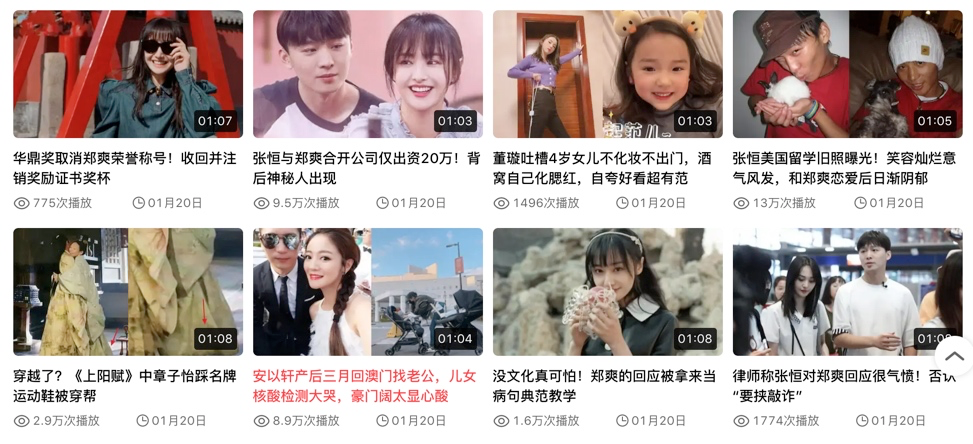 01:07
01:03
把范儿
01:03
01:05
华鼎奖取消郑爽荣誉称号！收回并注
销奖励证书奖杯
张恒与郑爽合开公司仅出资20万！背
后神秘人出现
董璇吐槽4岁女儿不化妆不出门，酒
窝自己化腮红，自夸好看超有范
张恒美国留学旧照曝光！笑容灿烂意
气风发，和郑爽恋爱后日渐阴郁
775次播放 01月20日
9.5万次播放 01月20日
1496次播放 01月20日
13万次播放 01月20日
01:08
01:04
01:08
穿越了？《上阳赋》中章子怡踩名牌
运动鞋被穿帮
安以轩产后三月回澳门找老公，儿女
核酸检测大哭，豪门阔太显心酸
没文化真可怕！郑爽的回应被拿来当
病句典范教学
律师称张恒对郑爽回应很气愤！否认
“要挟敲诈”
2.9万次播放 01月20日
8.9万次播放 01月20日
1.6万次播放 01月20日
1774次播放 01月20日